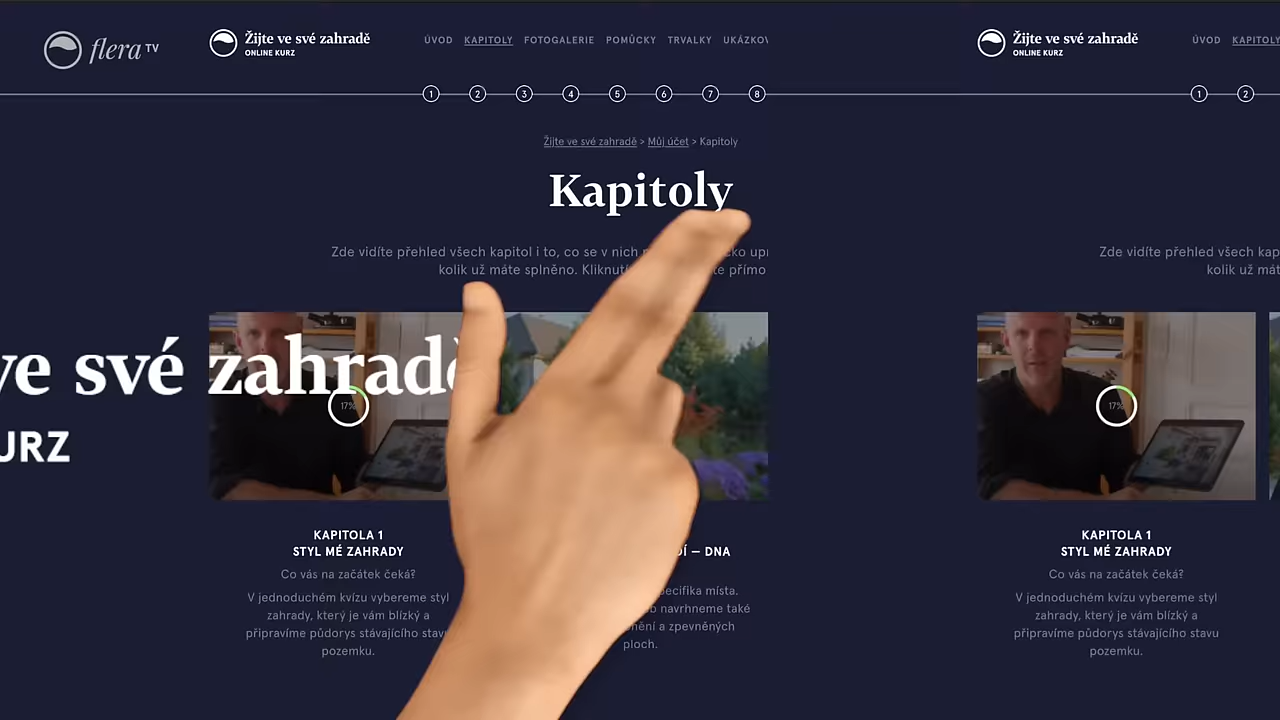 flera TV
Žijte ve své zahradě
ONLINE KURZ
ÚVOD KAPITOLY FOTOGALERIE POMŮCKY TRVALKY
1 2 3 4 5 6 7 8
Žijte ve své zahradě > Můj účet > Kapitoly
Kapitoly
Zde vidíte přehled všech kapitol i to, co se v nich
kolik už máte splněno.
ve své zahradě
URZ
17%
KAPITOLA 1
STYL MÉ ZAHRADY
Co vás na začátek čeká?
V jednoduchém kvízu vybereme styl
zahrady, který je vám blízký a
připravíme půdorys stávajícího stavu
pozemku.
– DNA
místa.
navrhneme také
a zpevněných
ploch.
Žijte ve své zahradě
ONLINE KURZ
ÚVOD KAPITOLY
1 2
Zde vidíte přehled všech
kolik už
17%
KAPITOLA 1
STYL MÉ ZAHRADY
Co vás na začátek čeká?
V jednoduchém kvízu vybereme styl
zahrady, který je vám blízký a
připravíme půdorys stávajícího stavu
pozemku.